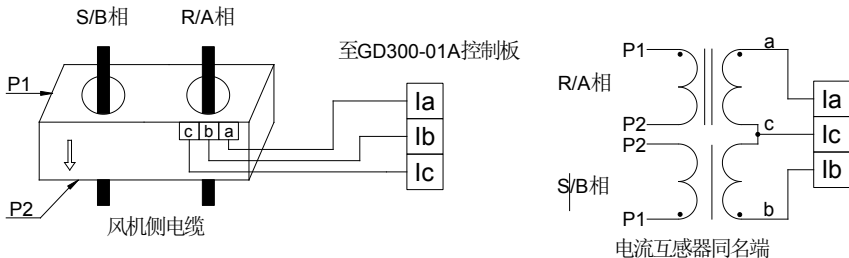 S/B相
R/A相
至GD300-01A控制板
P1
c b a
Ia
Ib
Ic
P2
风机侧电缆
P1
a
R/A相
Ia
P2
c
Ic
P2
Ib
S/B相
P1
b
电流互感器同名端